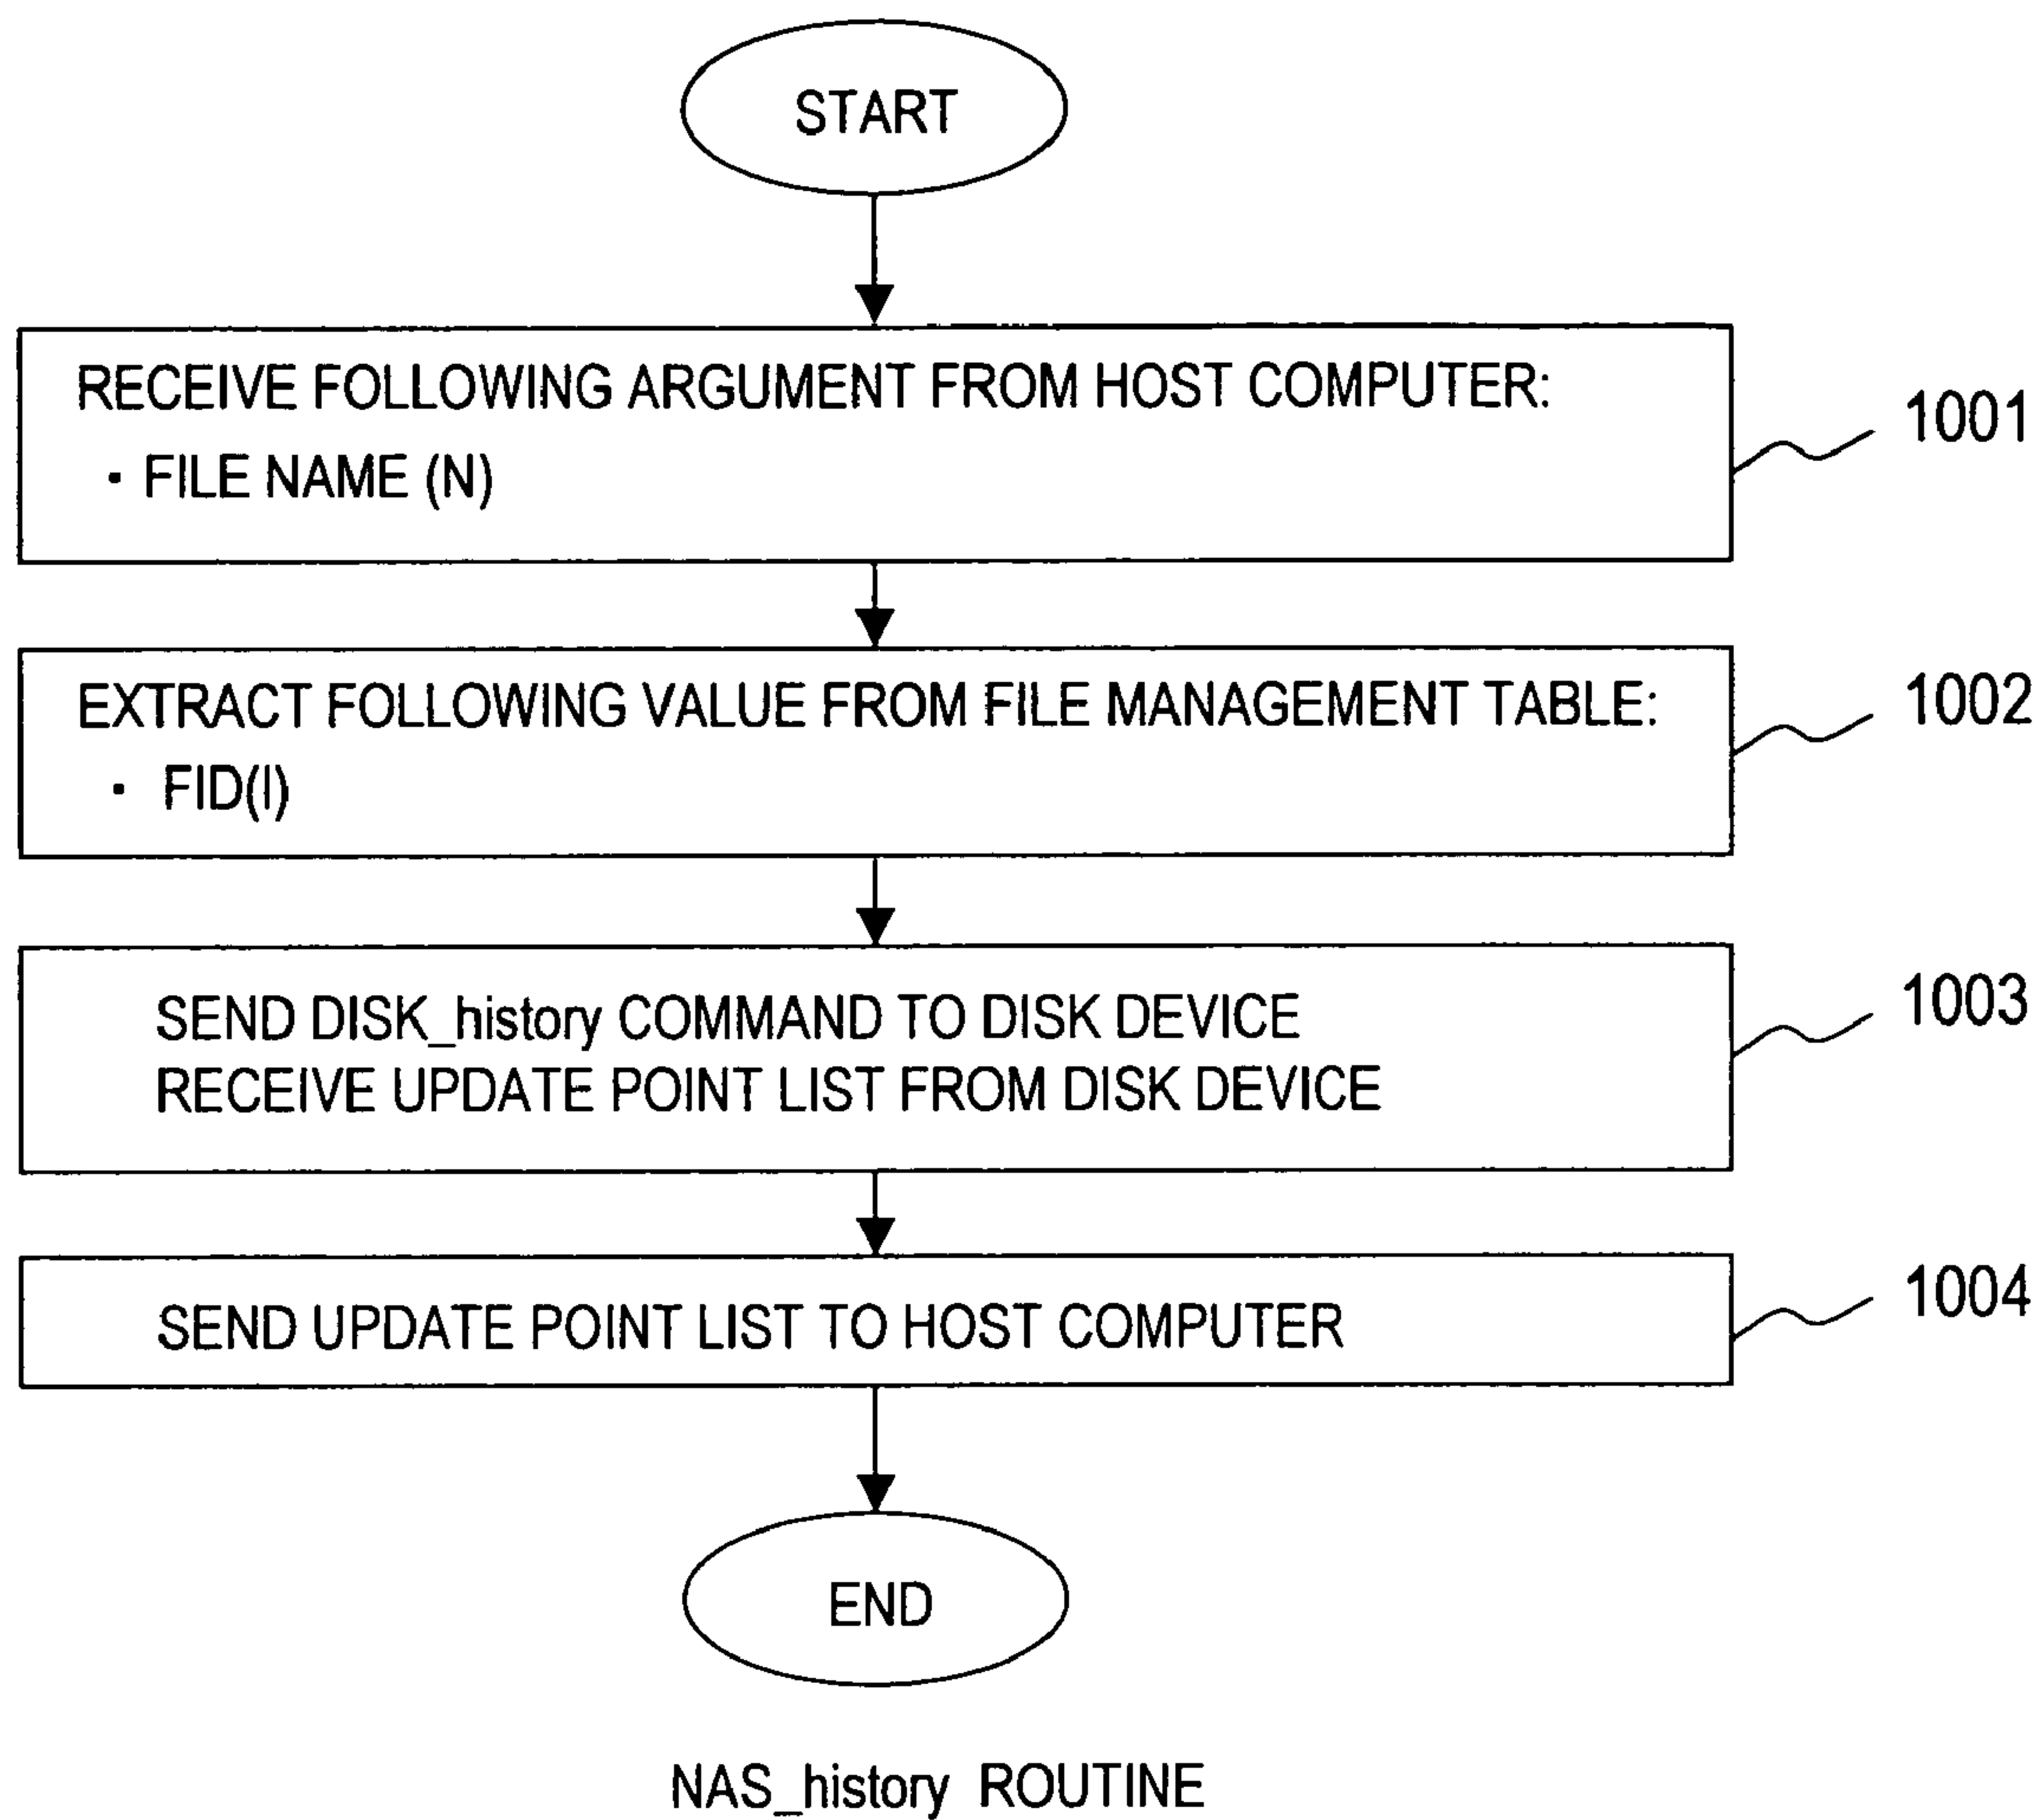 START
RECEIVE FOLLOWING ARGUMENT FROM HOST COMPUTER:
· FILE NAME (N)
1001
EXTRACT FOLLOWING VALUE FROM FILE MANAGEMENT TABLE:
· FID(I)
1002
SEND DISK_history COMMAND TO DISK DEVICE
RECEIVE UPDATE POINT LIST FROM DISK DEVICE
1003
SEND UPDATE POINT LIST TO HOST COMPUTER
1004
END
NAS_history ROUTINE